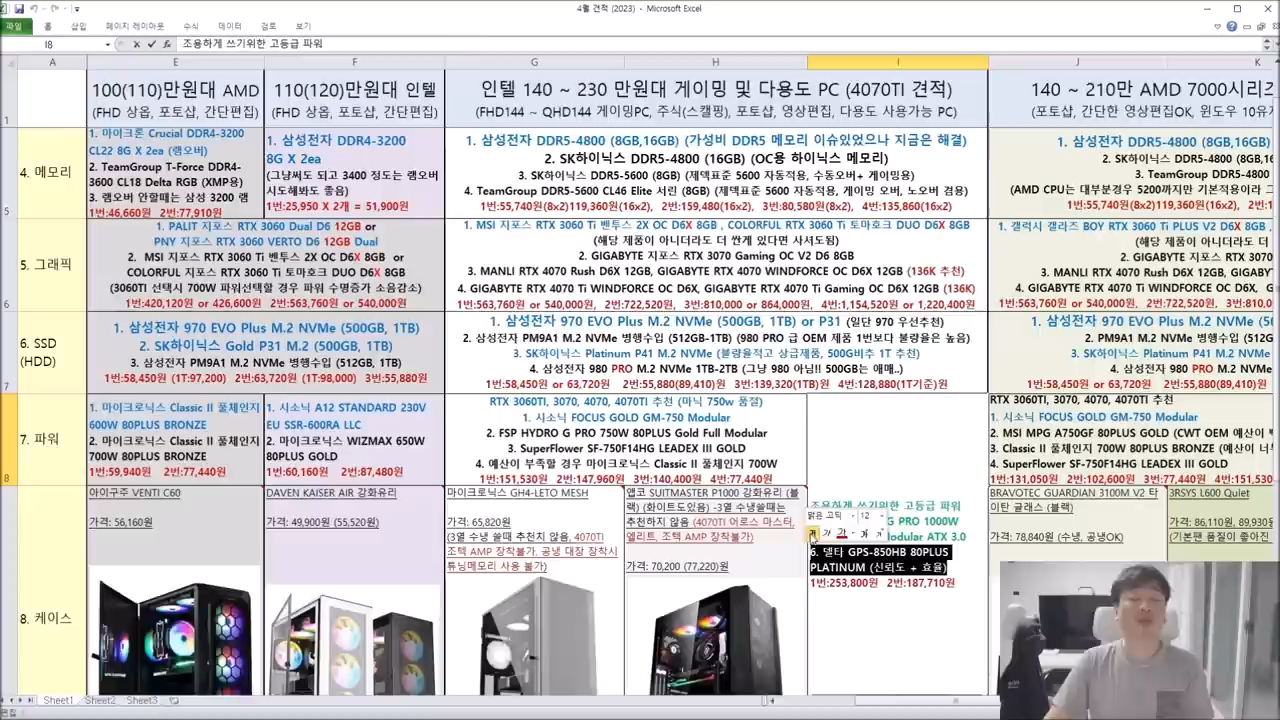 4월 견적 (2023) - Microsoft Excel
파일 홈 삽입 페이지 레이아웃 수식 데이터 검토 보기
I8 fx 조용하게 쓰기위한 고등급 파워
A E F G H I J K
1
100(110)만원대 AMD
(FHD 상옵, 포토샵, 간단편집)
110(120)만원대 인텔
(FHD 상옵, 포토샵, 간단편집)
인텔 140 ~ 230 만원대 게이밍 및 다용도 PC (4070TI 견적)
(FHD144 ~ QHD144 게이밍PC, 주식(스캘핑), 포토샵, 영상편집, 다용도 사용가능 PC)
140 ~ 210만 AMD 7000시리즈
(포토샵, 간단한 영상편집OK, 윈도우 10유저
4. 메모리
5
1. 마이크론 Crucial DDR4-3200
CL22 8G X 2ea (램오버)
2. TeamGroup T-Force DDR4-
3600 CL18 Delta RGB (XMP용)
3. 램오버 안할때는 삼성 3200 램
1번:46,660원 2번:77,910원
1. 삼성전자 DDR4-3200
8G X 2ea
(그냥써도 되고 3400 정도는 램오버
시도해봐도 좋음)
1번:25,950 X 2개 = 51,900원
1. 삼성전자 DDR5-4800 (8GB,16GB) (가성비 DDR5 메모리 이슈있었으나 지금은 해결)
2. SK하이닉스 DDR5-4800 (16GB) (OC용 하이닉스 메모리)
3. SK하이닉스 DDR5-5600 (8GB) (제덱표준 5600 자동적용, 수동오버+ 게이밍용)
4. TeamGroup DDR5-5600 CL46 Elite 서린 (8GB) (제덱표준 5600 자동적용, 게이밍 오버, 노오버 겸용)
1번:55,740원(8x2)119,360원(16x2), 2번:159,480(16x2), 3번:80,580원(8x2), 4번:135,860(16x2)
1. 삼성전자 DDR5-4800 (8GB,16G
2. SK하이닉스 DDR5-48
3. TeamGroup DDR5-4800
(AMD CPU는 대부분경우 5200까지만 기본적용이라 그
1번:55,740원(8x2)119,360원(16x2), 2번:1
5. 그래픽
6
1. PALIT 지포스 RTX 3060 Dual D6 12GB or
PNY 지포스 RTX 3060 VERTO D6 12GB Dual
2. MSI 지포스 RTX 3060 Ti 벤투스 2X OC D6X 8GB or
COLORFUL 지포스 RTX 3060 Ti 토마호크 DUO D6X 8GB
(3060TI 선택시 700W 파워선택할 경우 파워 수명증가 소음감소)
1번:420,120원 or 426,600원 2번:563,760원 or 540,000원
1. MSI 지포스 RTX 3060 Ti 벤투스 2X OC D6X 8GB , COLORFUL RTX 3060 Ti 토마호크 DUO D6X 8GB
(해당 제품이 아니더라도 더 싼게 있다면 사셔도됨)
2. GIGABYTE 지포스 RTX 3070 Gaming OC V2 D6 8GB
3. MANLI RTX 4070 Rush D6X 12GB, GIGABYTE RTX 4070 WINDFORCE OC D6X 12GB (136K 추천)
4. GIGABYTE RTX 4070 Ti WINDFORCE OC D6X, GIGABYTE RTX 4070 Ti Gaming OC D6X 12GB (136K)
1번:563,760원 or 540,000원, 2번:722,520원, 3번:810,000 or 864,000원, 4번:1,154,520원 or 1,220,400원
1. 갤럭시 갤라즈 BOY RTX 3060 Ti PLUS V2 D6X 8GB ,
(해당 제품이 아니더라도 더
2. GIGABYTE 지포스 RTX 3070
3. MANLI RTX 4070 Rush D6X 12GB, GIGABYT
4. GIGABYTE RTX 4070 Ti WINDFORCE OC D6X, G
1번:563,760원 or 540,000원, 2번:722,520원, 3번:810,0
6. SSD
(HDD)
7
1. 삼성전자 970 EVO Plus M.2 NVMe (500GB, 1TB)
2. SK하이닉스 Gold P31 M.2 NVMe (500GB, 1TB)
3. 삼성전자 PM9A1 M.2 NVMe 병행수입 (512GB, 1TB)
1번:58,450원 (1T:97,200) 2번:63,720원 (1T:98,000) 3번:55,880원
1. 삼성전자 970 EVO Plus M.2 NVMe (500GB, 1TB) or P31 (일단 970 우선추천)
2. 삼성전자 PM9A1 M.2 NVMe 병행수입 (512GB-1TB) (980 PRO 급 OEM 제품 1번보다 불량율은 높음)
3. SK하이닉스 Platinum P41 M.2 NVMe (불량율적고 상급제품, 500G비추 1T 추천)
4. 삼성전자 980 PRO M.2 NVMe 1TB-2TB (그냥 980 아님!! 500GB는 애매..)
1번:58,450원 or 63,720원 2번:55,880(89,410)원 3번:139,320(1TB)원 4번:128,880(1T기준)원
1. 삼성전자 970 EVO Plus M.2 NVMe (50
2. 삼성전자 PM9A1 M.2 NVMe 병행수입 (512G
3. SK하이닉스 Platinum P41 M.2 NVMe
4. 삼성전자 980 PRO M.2 N
1번:58,450원 or 63,720원 2번:55,880(89,410)원
7. 파워
8
1. 마이크로닉스 Classic II 풀체인지
600W 80PLUS BRONZE
2. 마이크로닉스 Classic II 풀체인지
700W 80PLUS BRONZE
1번:59,940원 2번:77,440원
1. 시소닉 A12 STANDARD 230V
EU SSR-600RA LLC
2. 마이크로닉스 WIZMAX 650W
80PLUS GOLD
1번:60,160원 2번:87,480원
RTX 3060TI, 3070, 4070, 4070TI 추천 (마닉 750w 품절)
1. 시소닉 FOCUS GOLD GM-750 Modular
2. FSP HYDRO G PRO 750W 80PLUS Gold Full Modular
3. SuperFlower SF-750F14HG LEADEX III GOLD
4. 예산이 부족할 경우 마이크로닉스 Classic II 풀체인지 700W
1번:151,530원 2번:147,960원 3번:140,400원 4번:77,440원
RTX 3060TI, 3070, 4070, 4070TI 추천
1. 시소닉 FOCUS GOLD GM-750 Modular
2. MSI MPG A750GF 80PLUS GOLD (CWT OEM 예산이
3. Classic II 풀체인지 700W 80PLUS BRONZE (예산이 너
4. SuperFlower SF-750F14HG LEADEX III GOLD
1번:131,050원 2번:102,600원 3번:77,440원 4번:151,5
8. 케이스
아이구주 VENTI C60
가격: 56,160원
DAVEN KAISER AIR 강화유리
가격: 49,900원 (55,520원)
마이크로닉스 GH4-LETO MESH
가격: 65,820원
(3열 수냉 쓸때 추천지 않음, 4070TI
조텍 AMP 장착불가. 공냉 대장 장착시
튜닝메모리 사용 불가)
앱코 SUITMASTER P1000 강화유리 (블
랙) (화이트도있음) -3열 수냉쓸때는
추천하지 않음 (4070TI 어로스 마스터,
엘리트, 조텍 AMP 장착불가)
가격: 70,200 (77,220)원
조용하게 쓰기위한 고등급 파워
맑은 고딕 12
G PRO 1000W
odular ATX 3.0
6. 델타 GPS-850HB 80PLUS
PLATINUM (신뢰도 + 효율)
1번:253,800원 2번:187,710원
BRAVOTEC GUARDIAN 3100M V2 타
이탄 글래스 (블랙)
가격: 78,840 (수냉, 공냉OK)
3RSYS L600 Quiet
가격: 86,110원, 89,930원
(기본팬 품질이 좋아진
Sheet1 Sheet2 Sheet3
편집